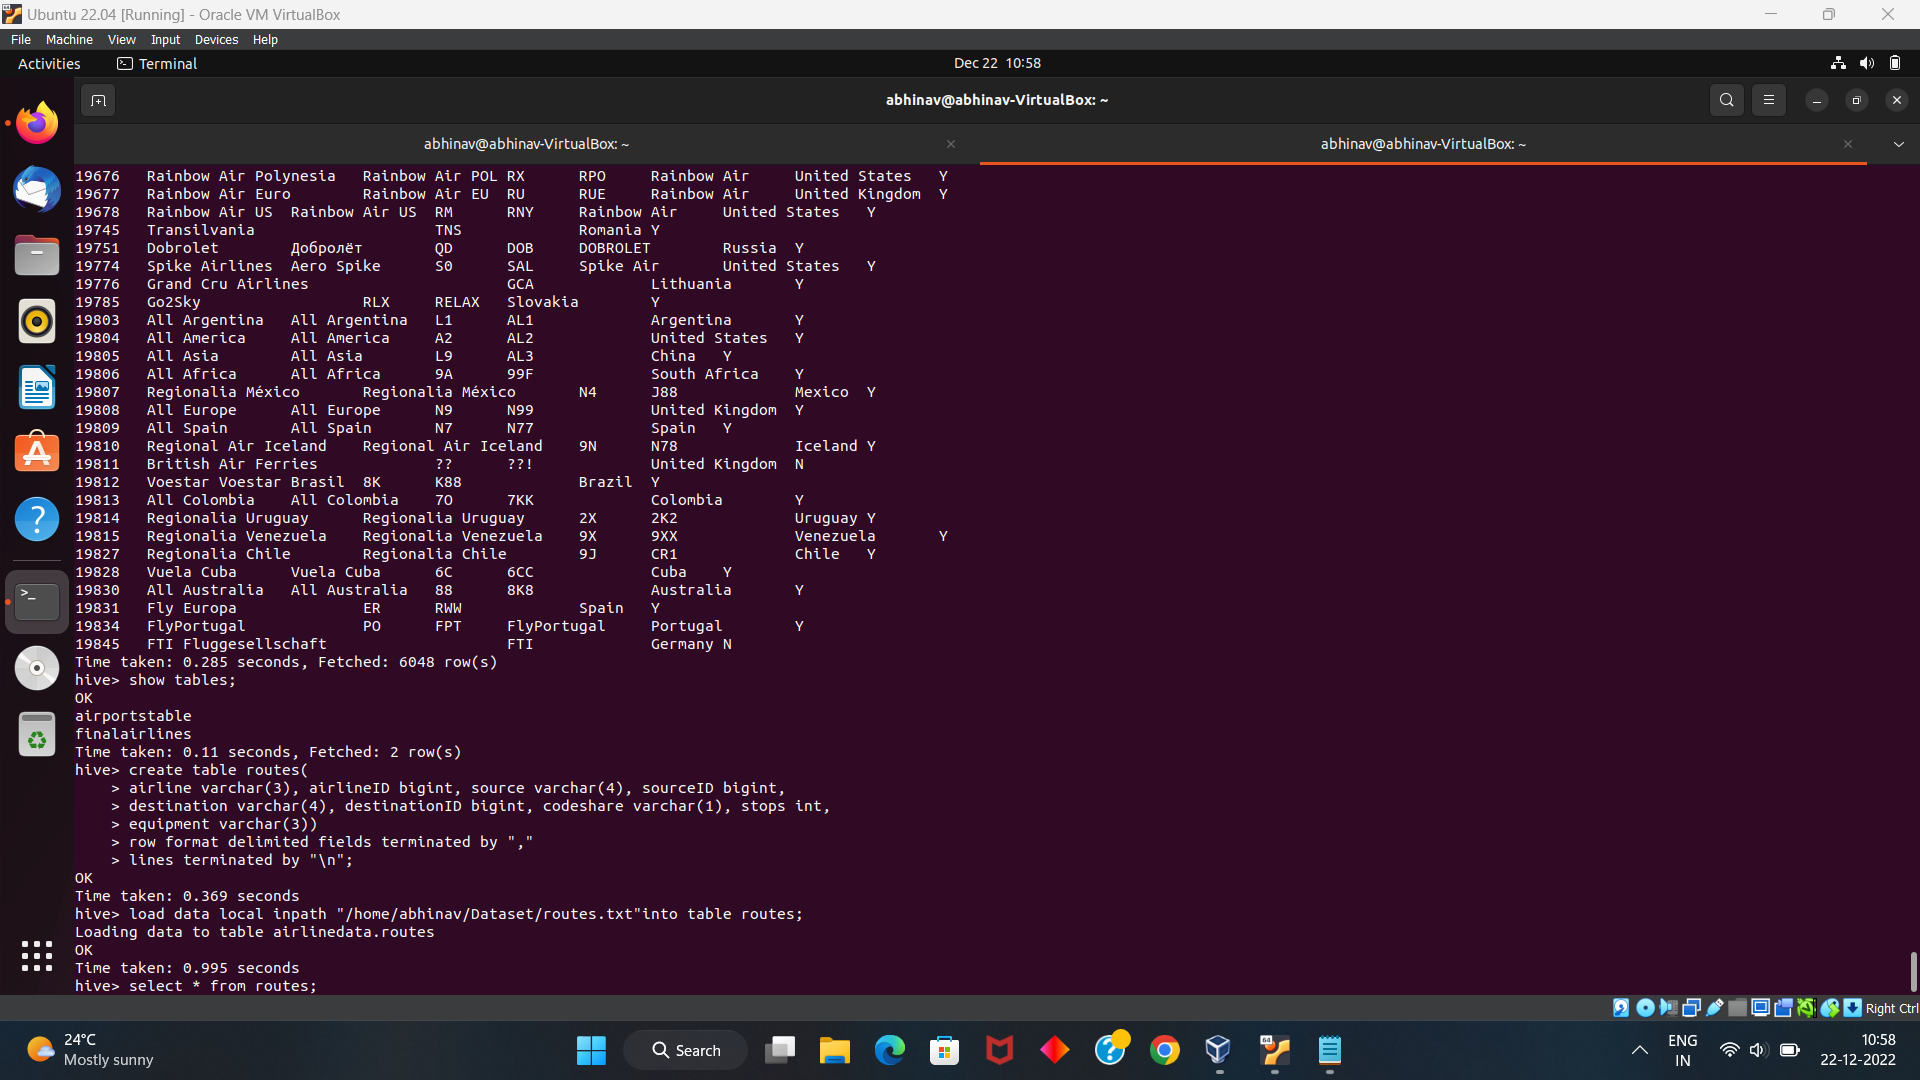 Ubuntu 22.04 [Running] - Oracle VM VirtualBox
File Machine View Input Devices Help
Activities Terminal Dec 22 10:58
abhinav@abhinav-VirtualBox: ~
abhinav@abhinav-VirtualBox: ~ abhinav@abhinav-VirtualBox: ~
19676 Rainbow Air Polynesia Rainbow Air POL RX RPO Rainbow Air United States Y
19677 Rainbow Air Euro Rainbow Air EU RU RUE Rainbow Air United Kingdom Y
19678 Rainbow Air US Rainbow Air US RM RNY Rainbow Air United States Y
19745 Transilvania TNS Romania Y
19751 Dobrolet Добролёт QD DOB DOBROLET Russia Y
19774 Spike Airlines Aero Spike S0 SAL Spike Air United States Y
19776 Grand Cru Airlines GCA Lithuania Y
19785 Go2Sky RLX RELAX Slovakia Y
19803 All Argentina All Argentina L1 AL1 Argentina Y
19804 All America All America A2 AL2 United States Y
19805 All Asia All Asia L9 AL3 China Y
19806 All Africa All Africa 9A 99F South Africa Y
19807 Regionalia México Regionalia México N4 J88 Mexico Y
19808 All Europe All Europe N9 N99 United Kingdom Y
19809 All Spain All Spain N7 N77 Spain Y
19810 Regional Air Iceland Regional Air Iceland 9N N78 Iceland Y
19811 British Air Ferries ?? ??! United Kingdom N
19812 Voestar Voestar Brasil 8K K88 Brazil Y
19813 All Colombia All Colombia 7O 7KK Colombia Y
19814 Regionalia Uruguay Regionalia Uruguay 2X 2K2 Uruguay Y
19815 Regionalia Venezuela Regionalia Venezuela 9X 9XX Venezuela Y
19827 Regionalia Chile Regionalia Chile 9J CR1 Chile Y
19828 Vuela Cuba Vuela Cuba 6C 6CC Cuba Y
19830 All Australia All Australia 88 8K8 Australia Y
19831 Fly Europa ER RWW Spain Y
19834 FlyPortugal PO FPT FlyPortugal Portugal Y
19845 FTI Fluggesellschaft FTI Germany N
Time taken: 0.285 seconds, Fetched: 6048 row(s)
hive> show tables;
OK
airportstable
finalairlines
Time taken: 0.11 seconds, Fetched: 2 row(s)
hive> create table routes(
> airline varchar(3), airlineID bigint, source varchar(4), sourceID bigint,
> destination varchar(4), destinationID bigint, codeshare varchar(1), stops int,
> equipment varchar(3))
> row format delimited fields terminated by ","
> lines terminated by "\n";
OK
Time taken: 0.369 seconds
hive> load data local inpath "/home/abhinav/Dataset/routes.txt"into table routes;
Loading data to table airlinedata.routes
OK
Time taken: 0.995 seconds
hive> select * from routes;
Right Ctrl
24°C
Mostly sunny
Search
ENG
IN
10:58
22-12-2022